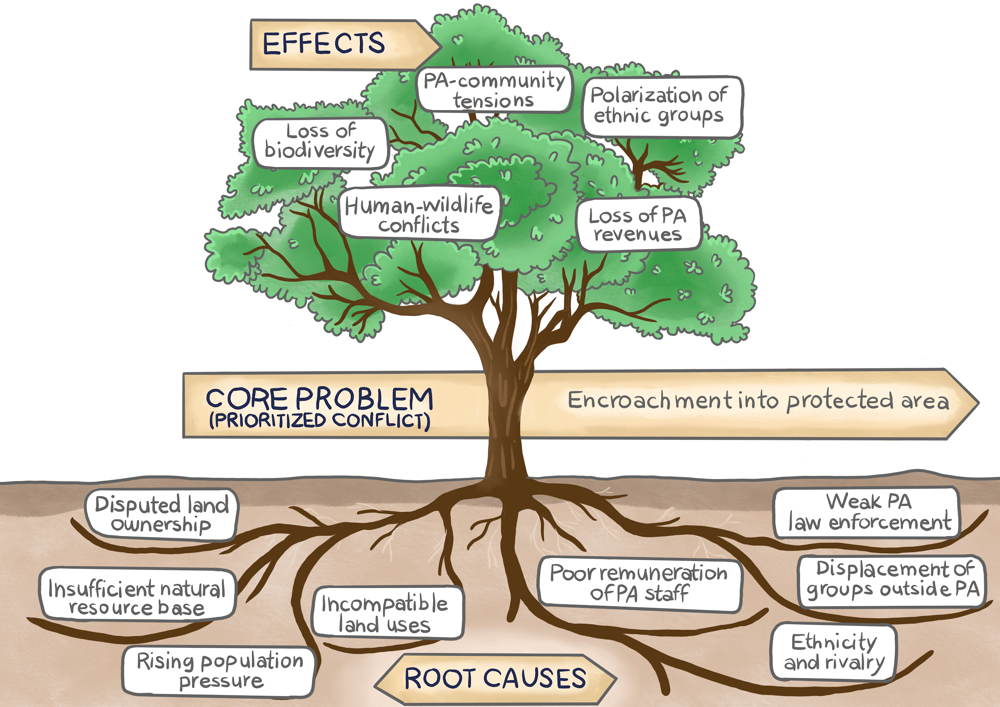 EFFECTS
PA-community
tensions
Polarization of
ethnic groups
Loss of
biodiversity
Human-wildlife
conflicts
Loss of PA
revenues
CORE PROBLEM
(PRIORITIZED CONFLICT)
Encroachment into protected area
Disputed land
ownership
Weak PA
law enforcement
Insufficient natural
resource base
Poor remuneration
of PA staff
Displacement of
groups outside PA
Incompatible
land uses
Ethnicity
and rivalry
Rising population
pressure
ROOT CAUSES